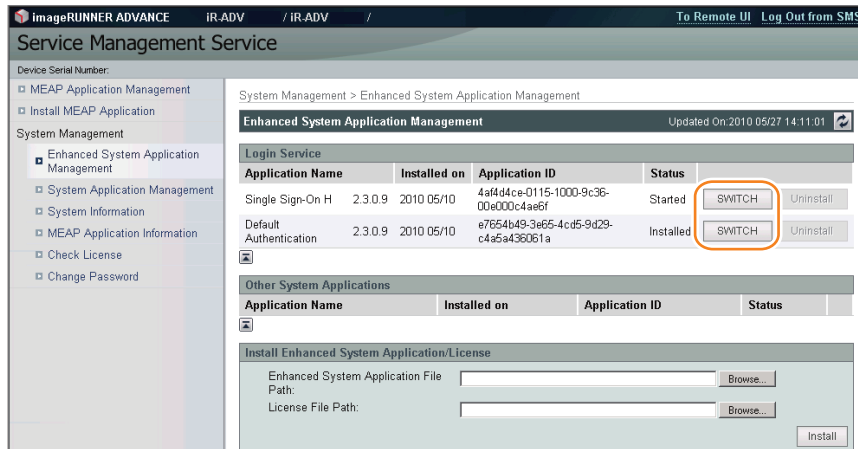 imageRUNNER ADVANCE iR-ADV / iR-ADV / To Remote UI Log Out from SMS
Service Management Service
Device Serial Number:
MEAP Application Management
Install MEAP Application
System Management
Enhanced System Application
Management
System Application Management
System Information
MEAP Application Information
Check License
Change Password
System Management > Enhanced System Application Management
Enhanced System Application Management Updated On:2010 05/27 14:11:01
Login Service
Application Name Installed on Application ID Status
Single Sign-On H 2.3.0.9 2010 05/10 4af4d4ce-0115-1000-9c36- Started SWITCH Uninstall
00e000c4ae6f
Default 2.3.0.9 2010 05/10 e7654b49-3e65-4cd5-9d29- Installed SWITCH Uninstall
Authentication c4a5a436061a
Other System Applications
Application Name Installed on Application ID Status
Install Enhanced System Application/License
Enhanced System Application File Browse...
Path:
License File Path: Browse...
Install